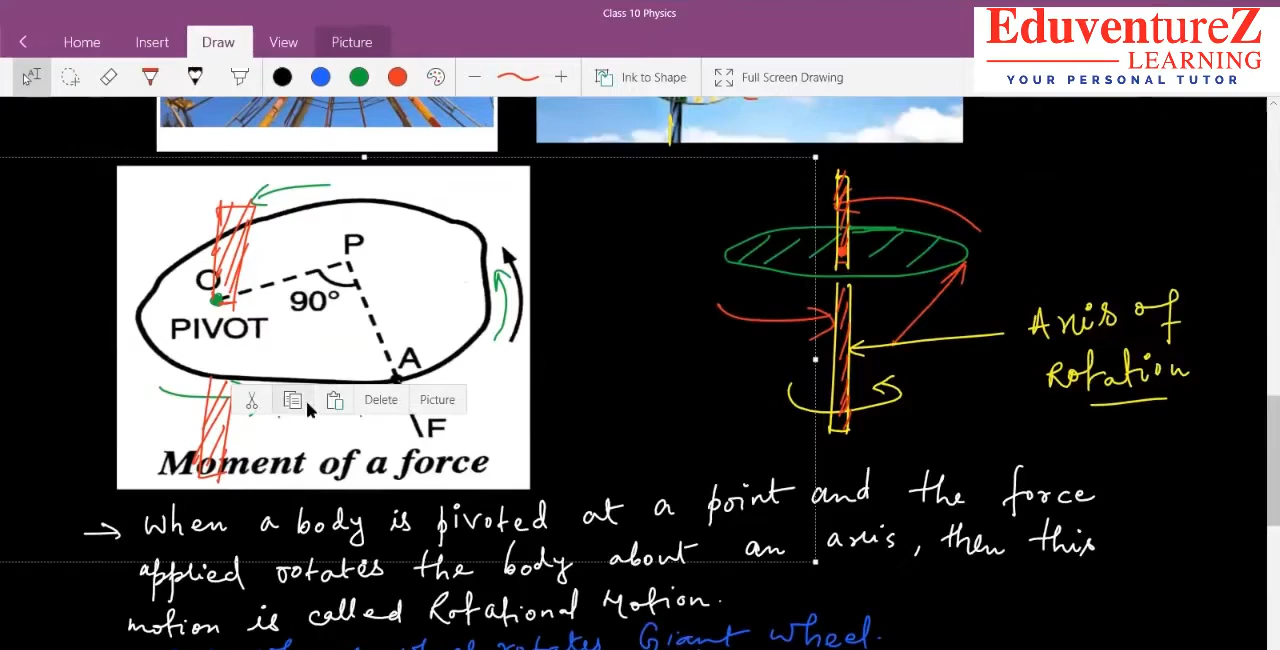 Class 10 Physics
EduventureZ
LEARNING
YOUR PERSONAL TUTOR
Home Insert Draw View Picture
Ink to Shape Full Screen Drawing
P
O
90°
PIVOT
A
Delete Picture
F
Moment of a force
Axis of
Rotation
→ When a body is pivoted at a point and the force
applied rotates the body about an axis, then this
motion is called Rotational Motion.
rotates Giant wheel.